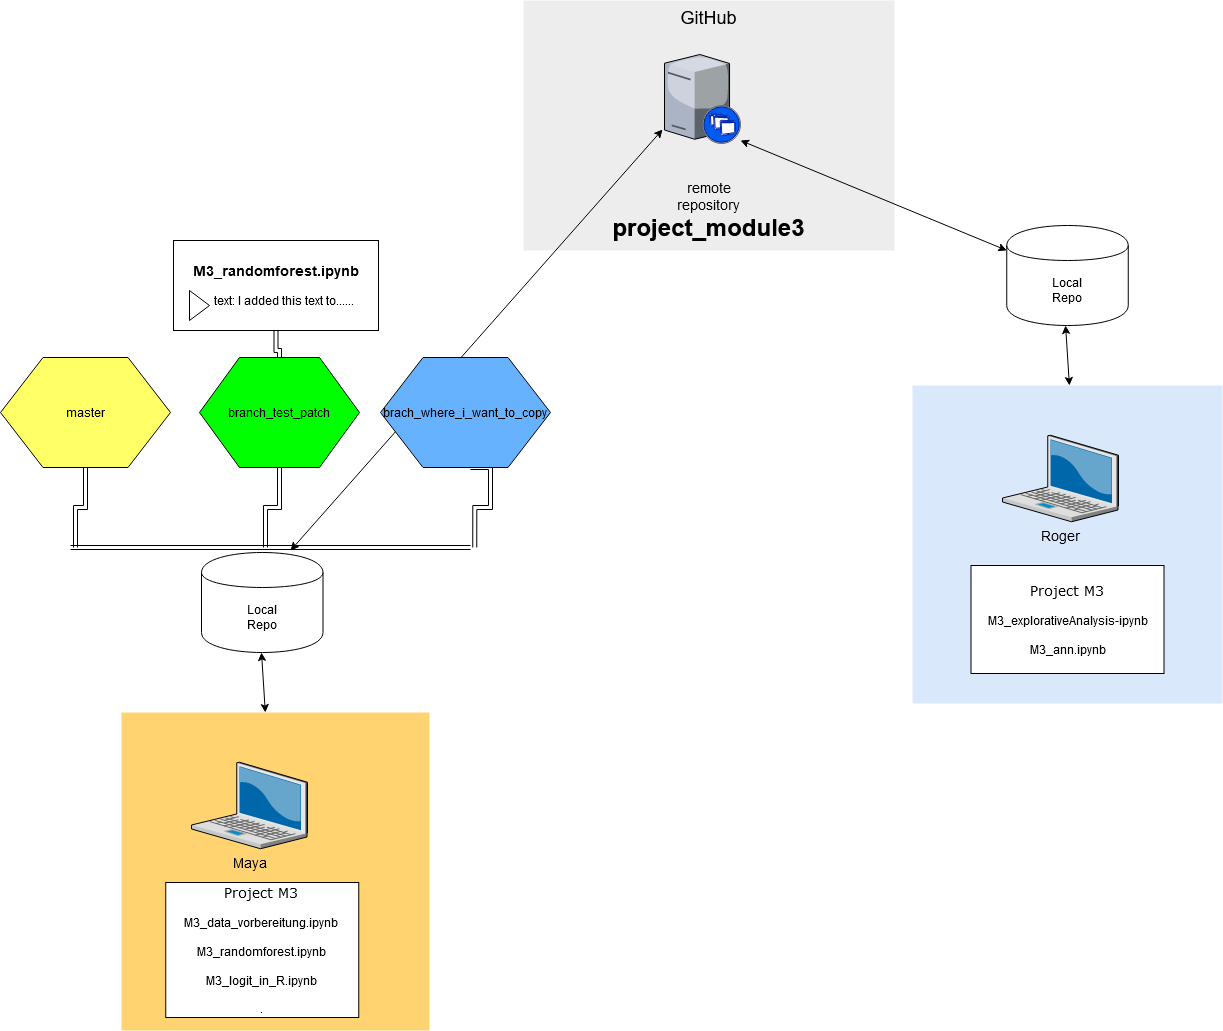 GitHub
remote
repository
project_module3
M3_randomforest.ipynb
text: I added this text to......
Local
Repo
master
branch_test_patch
brach_where_i_want_to_copy
Roger
Project M3
M3_explorativeAnalysis-ipynb
M3_ann.ipynb
Local
Repo
Maya
Project M3
M3_data_vorbereitung.ipynb
M3_randomforest.ipynb
M3_logit_in_R.ipynb
.